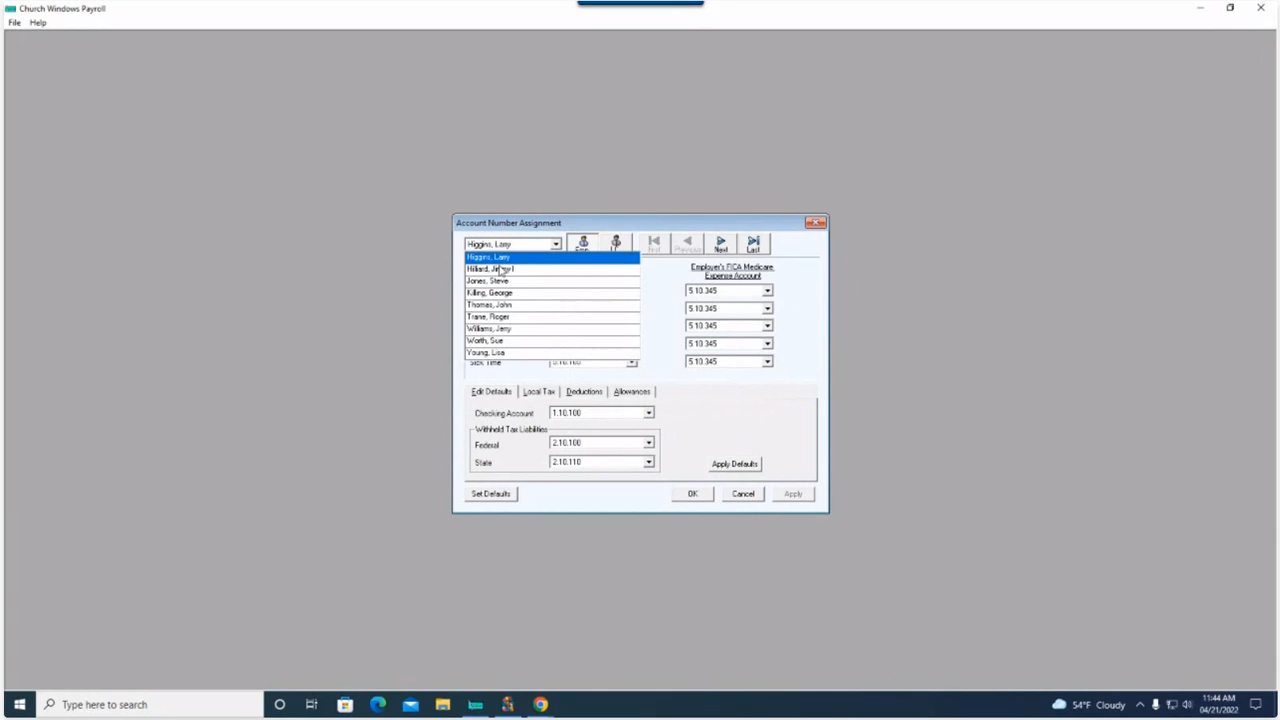 Church Windows Payroll
File Help
Account Number Assignment
Higgins, Larry
First Previous Next Last
Higgins, Larry
Hilliard,
Jones, Steve
Killing, George
Thomas, John
Trane, Roger
Williams, Jerry
Worth, Sue
Young, Lisa
Employer's FICA Medicare
Expense Account
5.10.345
5.10.345
5.10.345
5.10.345
5.10.345
Sick Time
Edit Defaults Local Tax Deductions Allowances
Checking Account 1.10.100
Withheld Tax Liabilities
Federal 2.10.100
State 2.10.110
Apply Defaults
Set Defaults OK Cancel Apply
Type here to search
54°F Cloudy
11:44 AM
04/21/2022